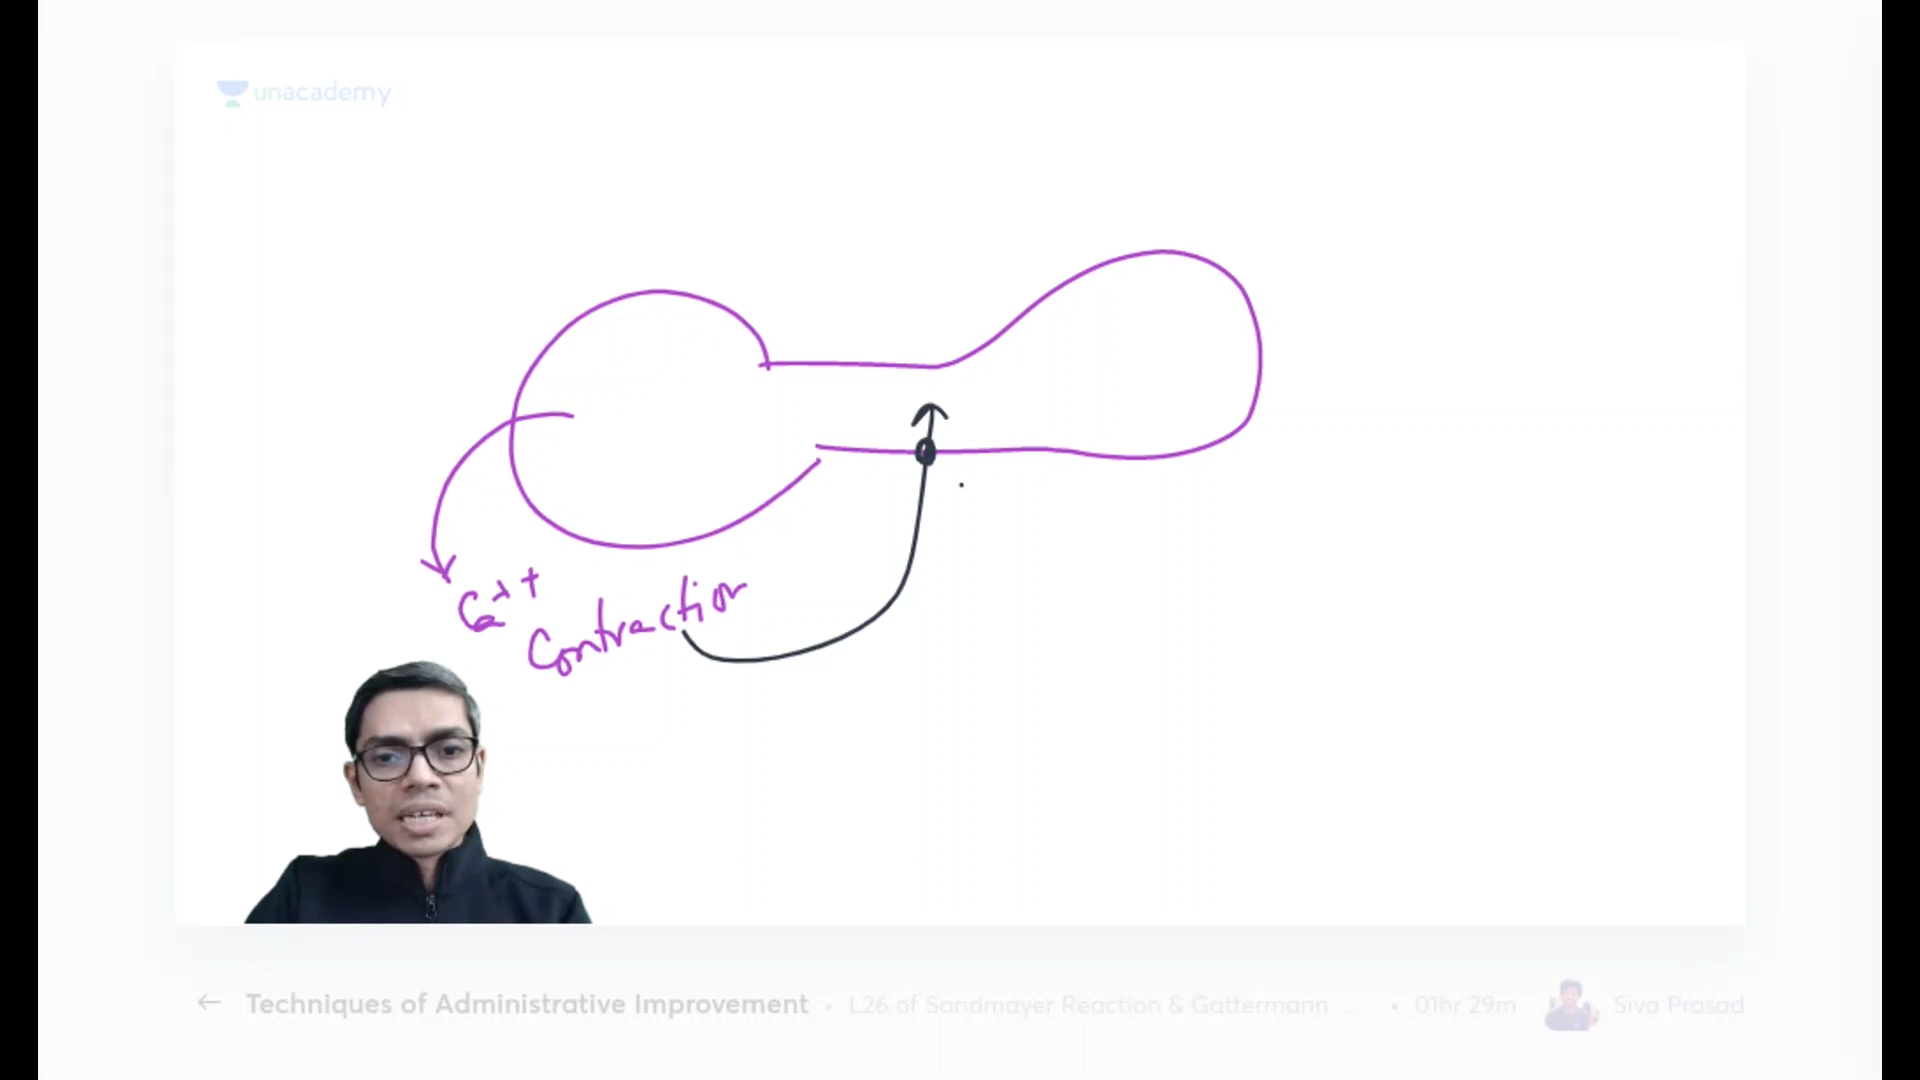 unacademy
Ca²⁺
Contraction
Techniques of Administrative Improvement • L26 of Sandmayer Reaction & Gattermann ... • 01hr 29m Siva Prasad